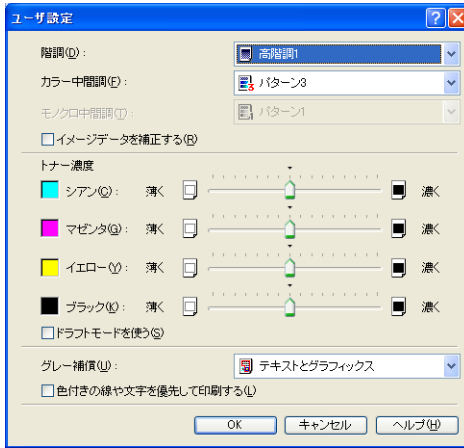 ユーザ設定
階調(D): 高階調1
カラー中間調(F): パターン3
モノクロ中間調(T): パターン1
イメージデータを補正する(R)
トナー濃度
シアン(C): 薄く 濃く
マゼンタ(G): 薄く 濃く
イエロー(Y): 薄く 濃く
ブラック(K): 薄く 濃く
ドラフトモードを使う(S)
グレー補償(U): テキストとグラフィックス
色付きの線や文字を優先して印刷する(L)
OK キャンセル ヘルプ(H)